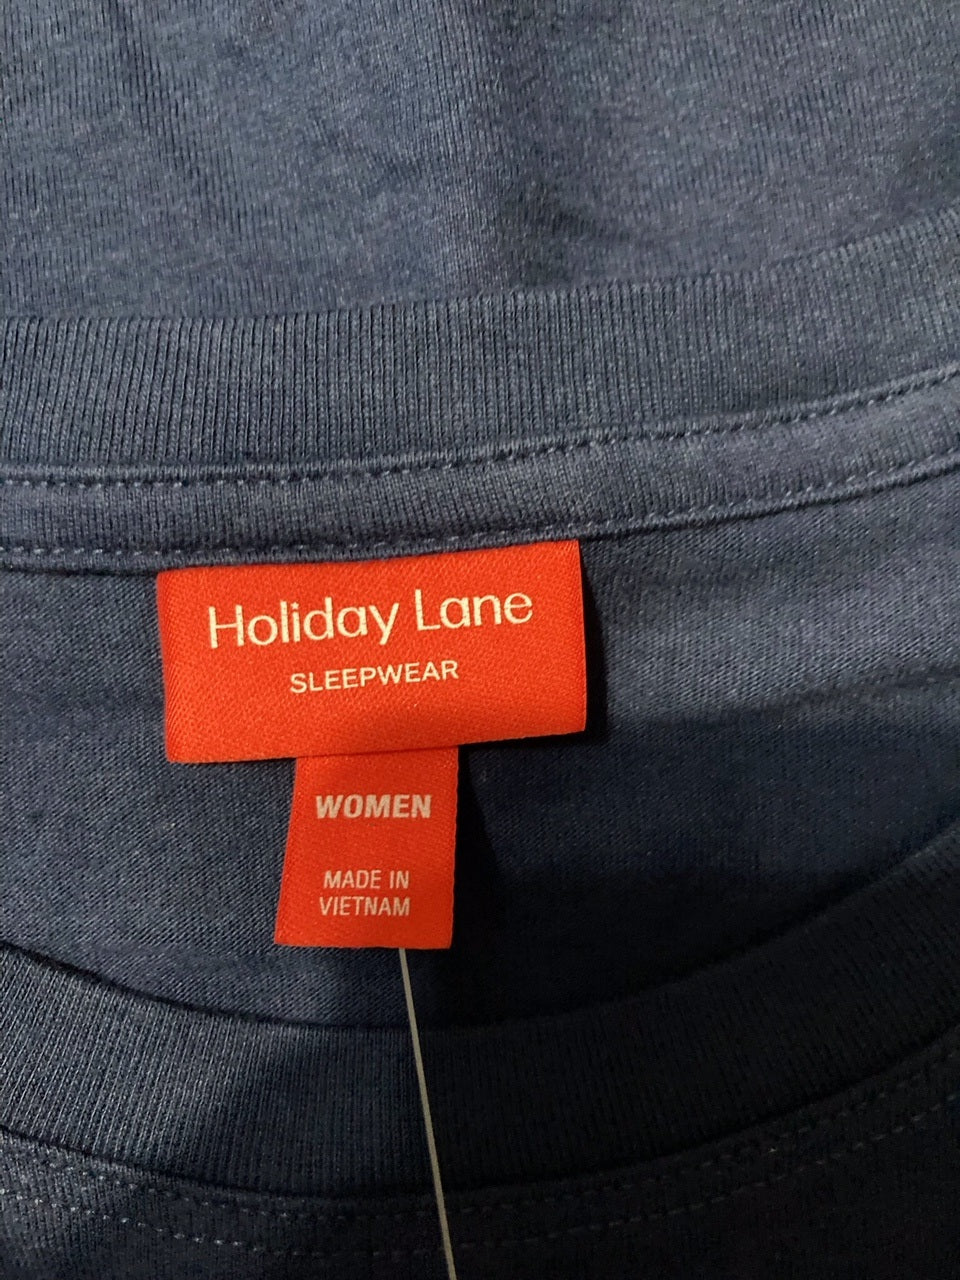 Holiday Lane
SLEEPWEAR
WOMEN
MADE IN
VIETNAM